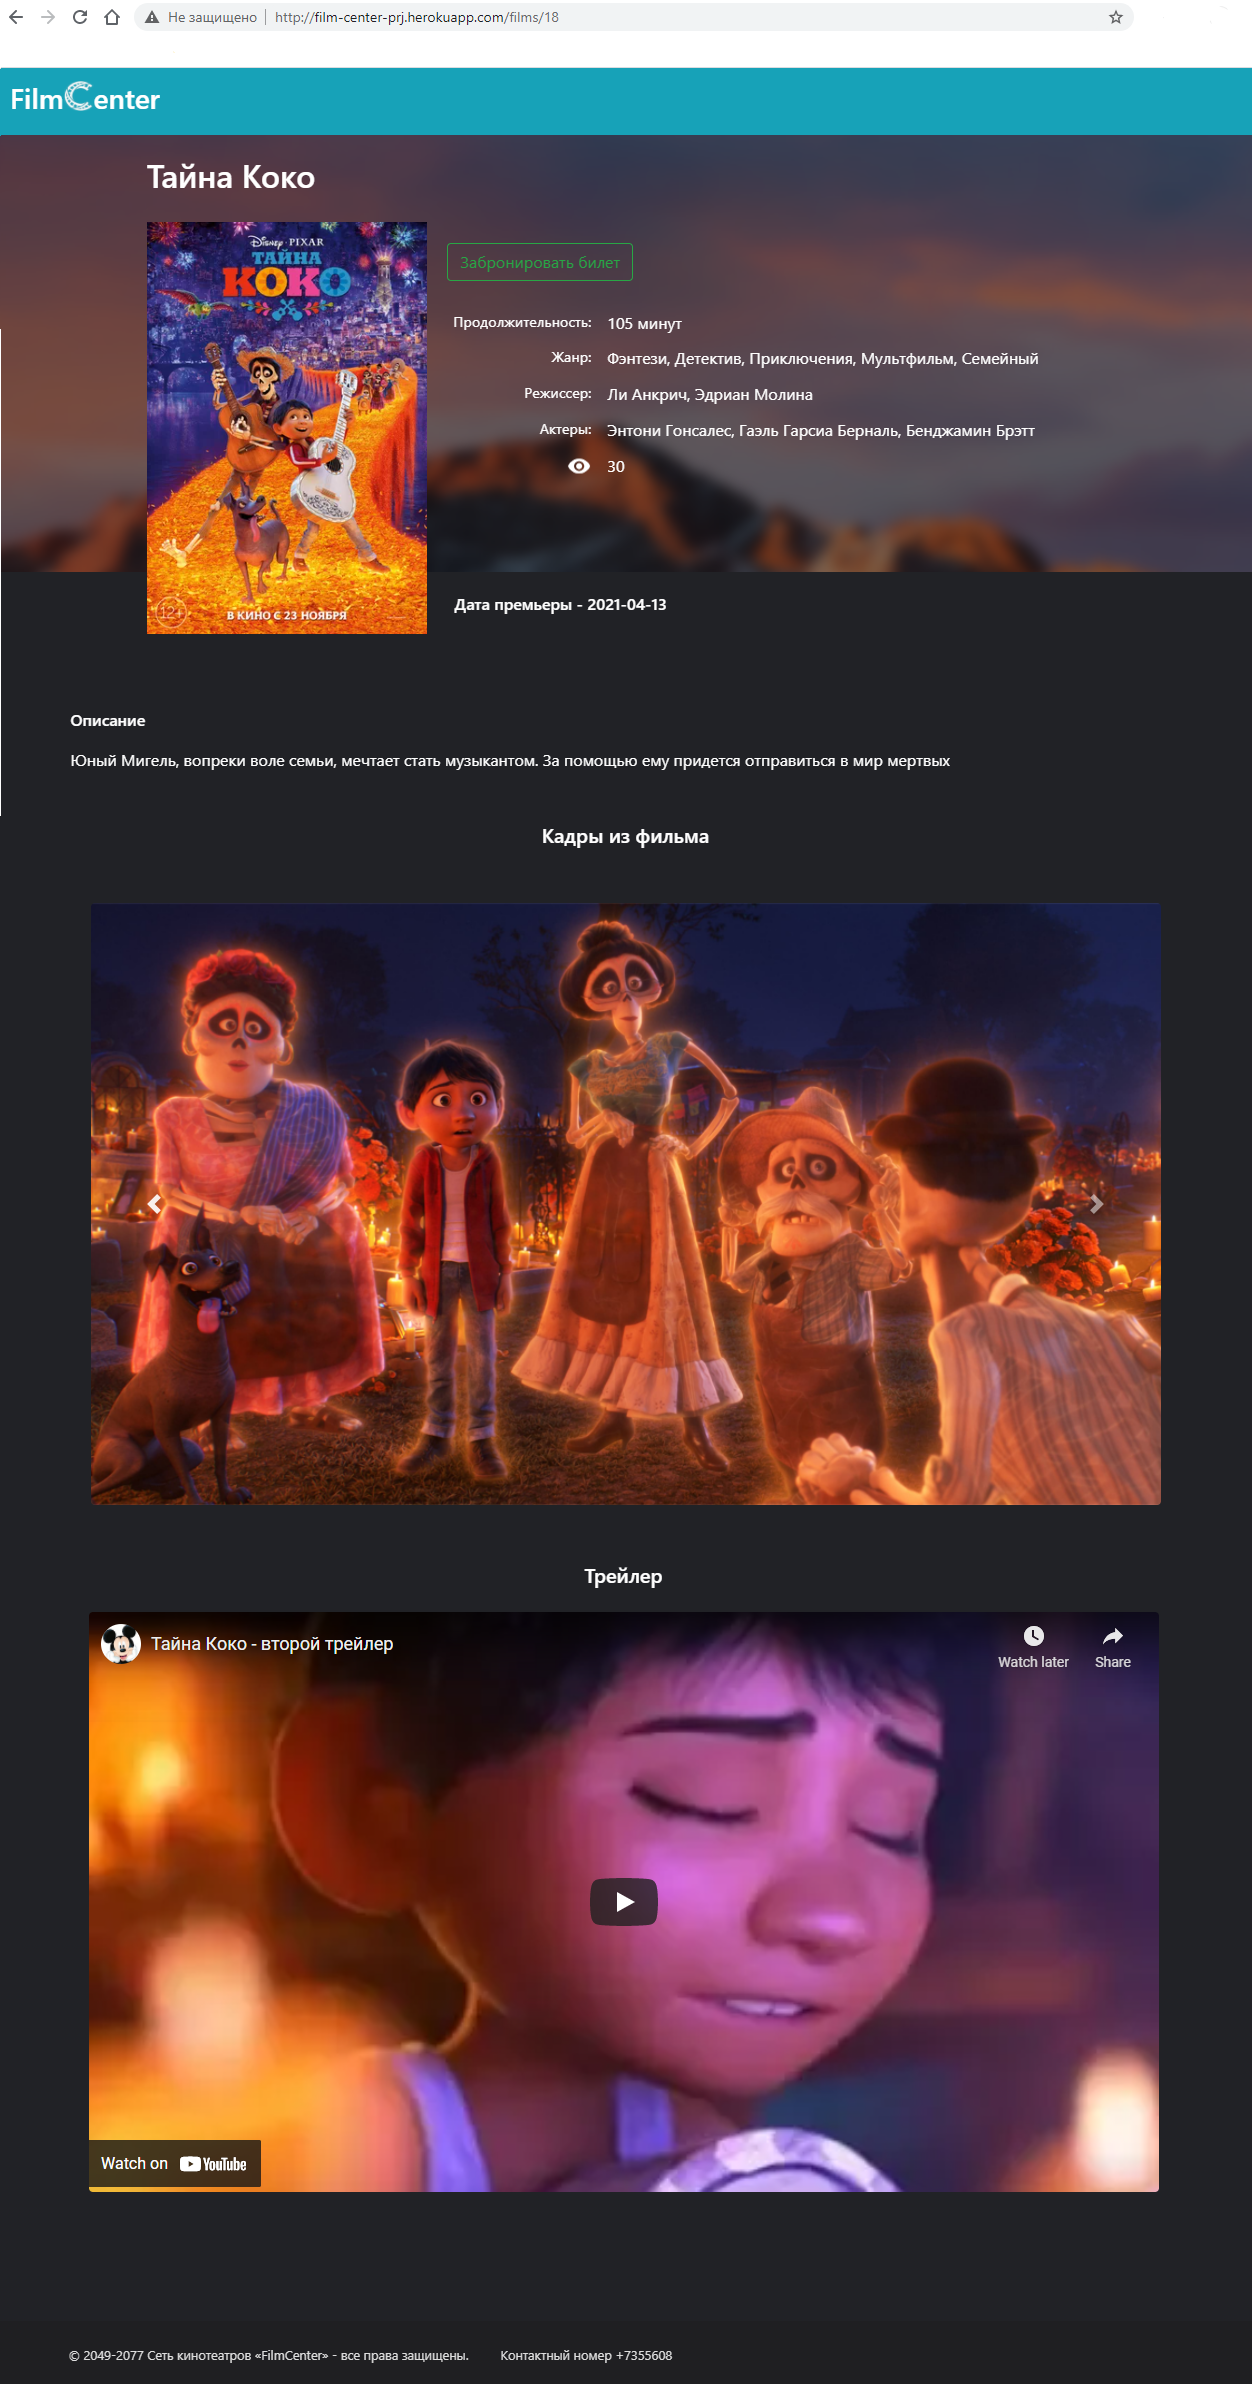 Не защищено | http://film-center-prj.herokuapp.com/films/18
FilmCenter
Тайна Коко
Disney · PIXAR
ТАЙНА
КОКО
12+
В КИНО С 23 НОЯБРЯ
Забронировать билет
Продолжительность: 105 минут
Жанр: Фэнтези, Детектив, Приключения, Мультфильм, Семейный
Режиссер: Ли Анкрич, Эдриан Молина
Актеры: Энтони Гонсалес, Гаэль Гарсиа Берналь, Бенджамин Брэтт
30
Дата премьеры - 2021-04-13
Описание
Юный Мигель, вопреки воле семьи, мечтает стать музыкантом. За помощью ему придется отправиться в мир мертвых
Кадры из фильма
Трейлер
Тайна Коко - второй трейлер
Watch later
Share
Watch on YouTube
© 2049-2077 Сеть кинотеатров «FilmCenter» - все права защищены. Контактный номер +7355608